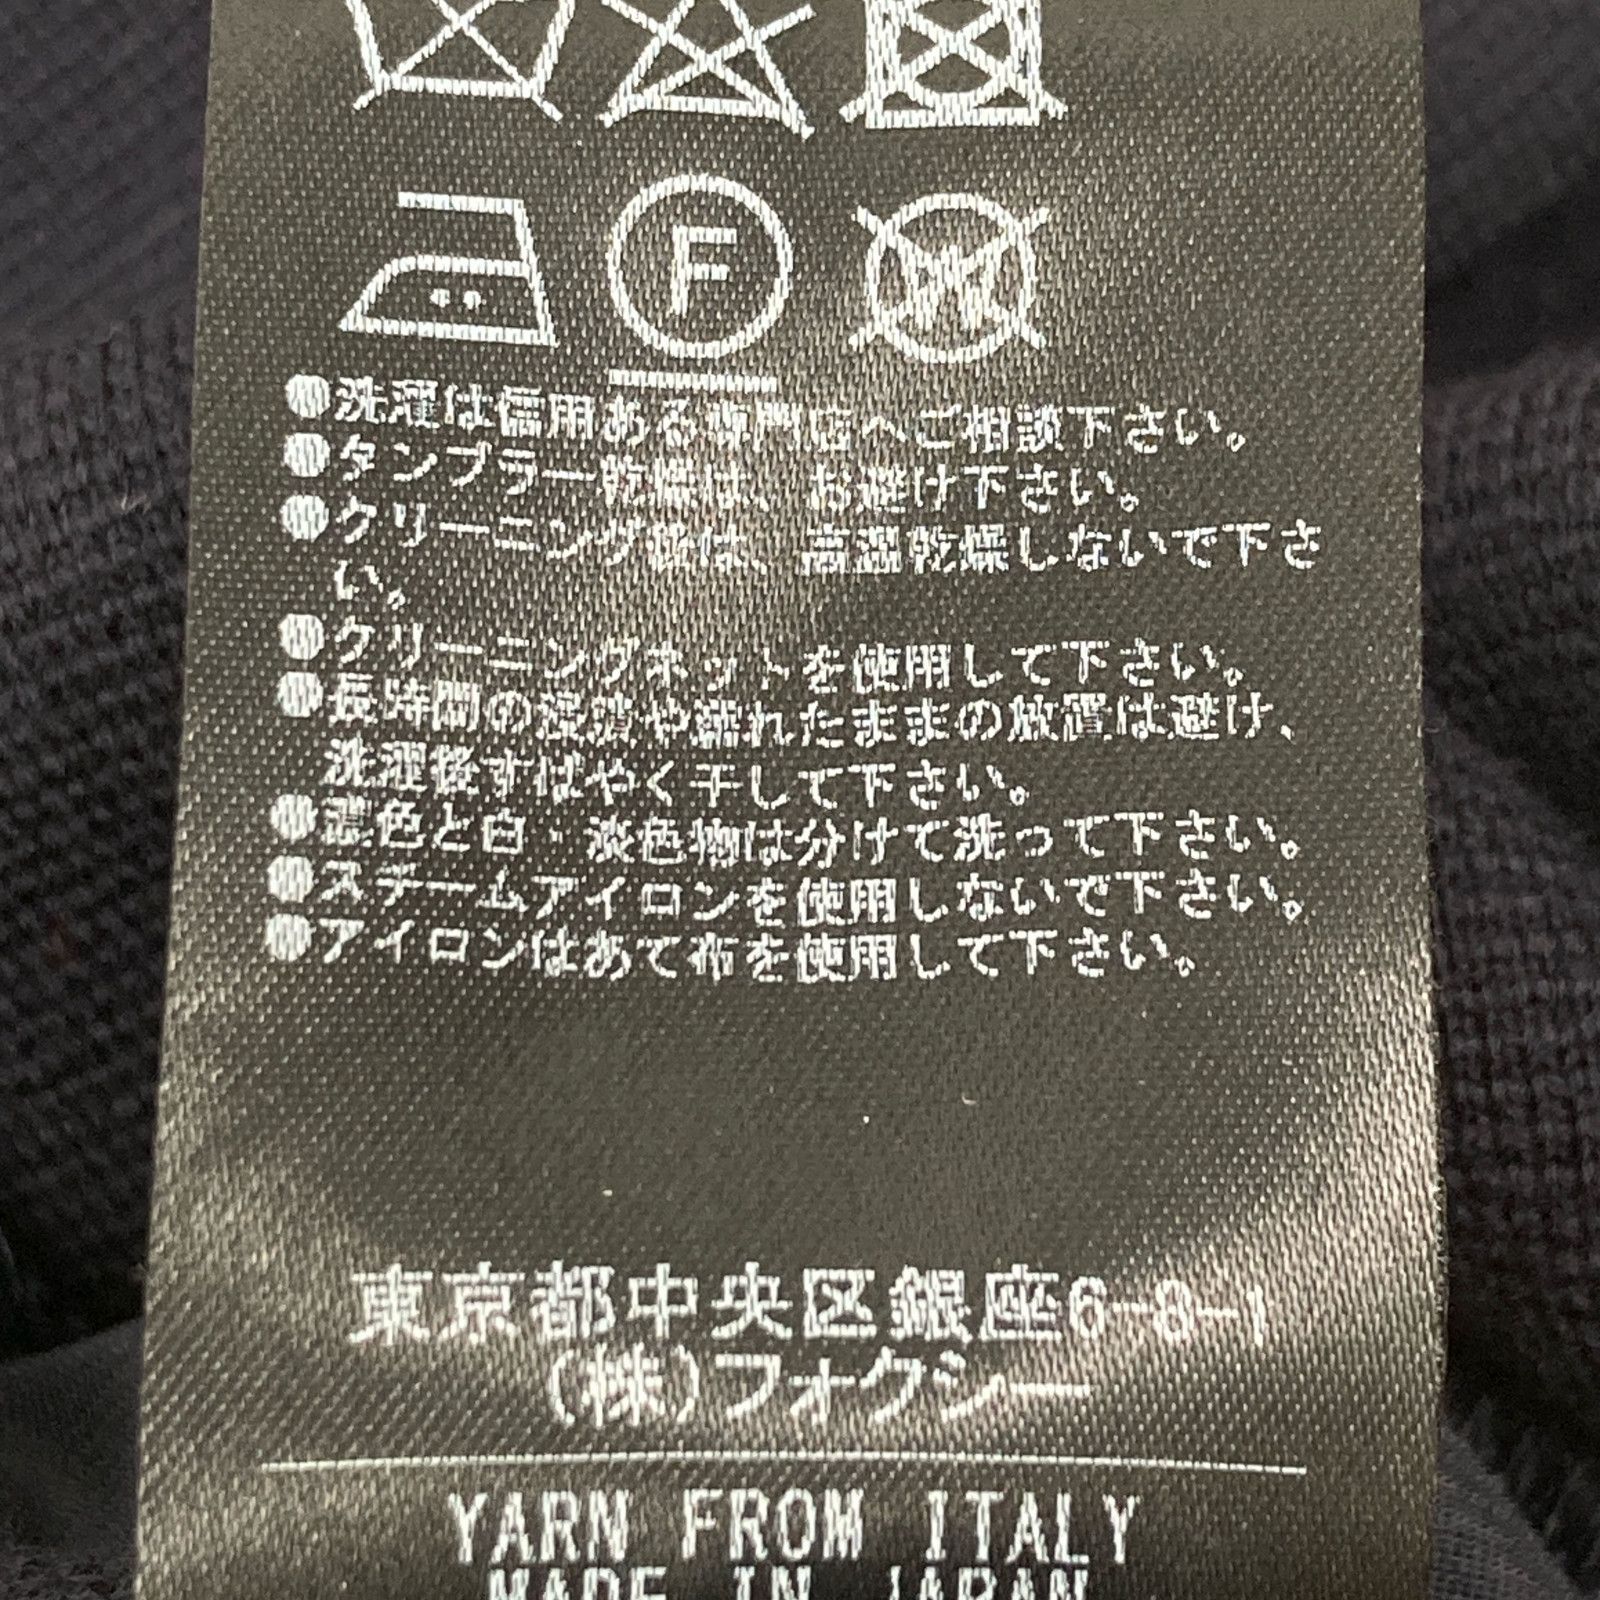 F
W
●洗濯は信用ある専門店へご相談下さい。
●タンブラー乾燥は、お避け下さい。
●クリーニング後は、高温乾燥しないで下さ
い。
●クリーニングネットを使用して下さい。
●長時間の浸漬や濡れたままの放置は避け、
洗濯後すばやく干して下さい。
●濃色と白・淡色物は分けて洗って下さい。
●スチームアイロンを使用しないで下さい。
●アイロンはあて布を使用して下さい。
東京都中央区銀座6-8-1
(株)フォクシー
YARN FROM ITALY
MADE IN JAPAN